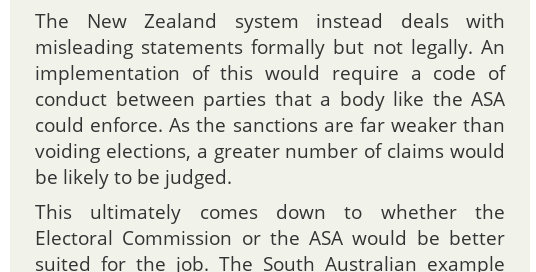 The New Zealand system instead deals with
misleading statements formally but not legally. An
implementation of this would require a code of
conduct between parties that a body like the ASA
could enforce. As the sanctions are far weaker than
voiding elections, a greater number of claims would
be likely to be judged.
This ultimately comes down to whether the
Electoral Commission or the ASA would be better
suited for the job. The South Australian example